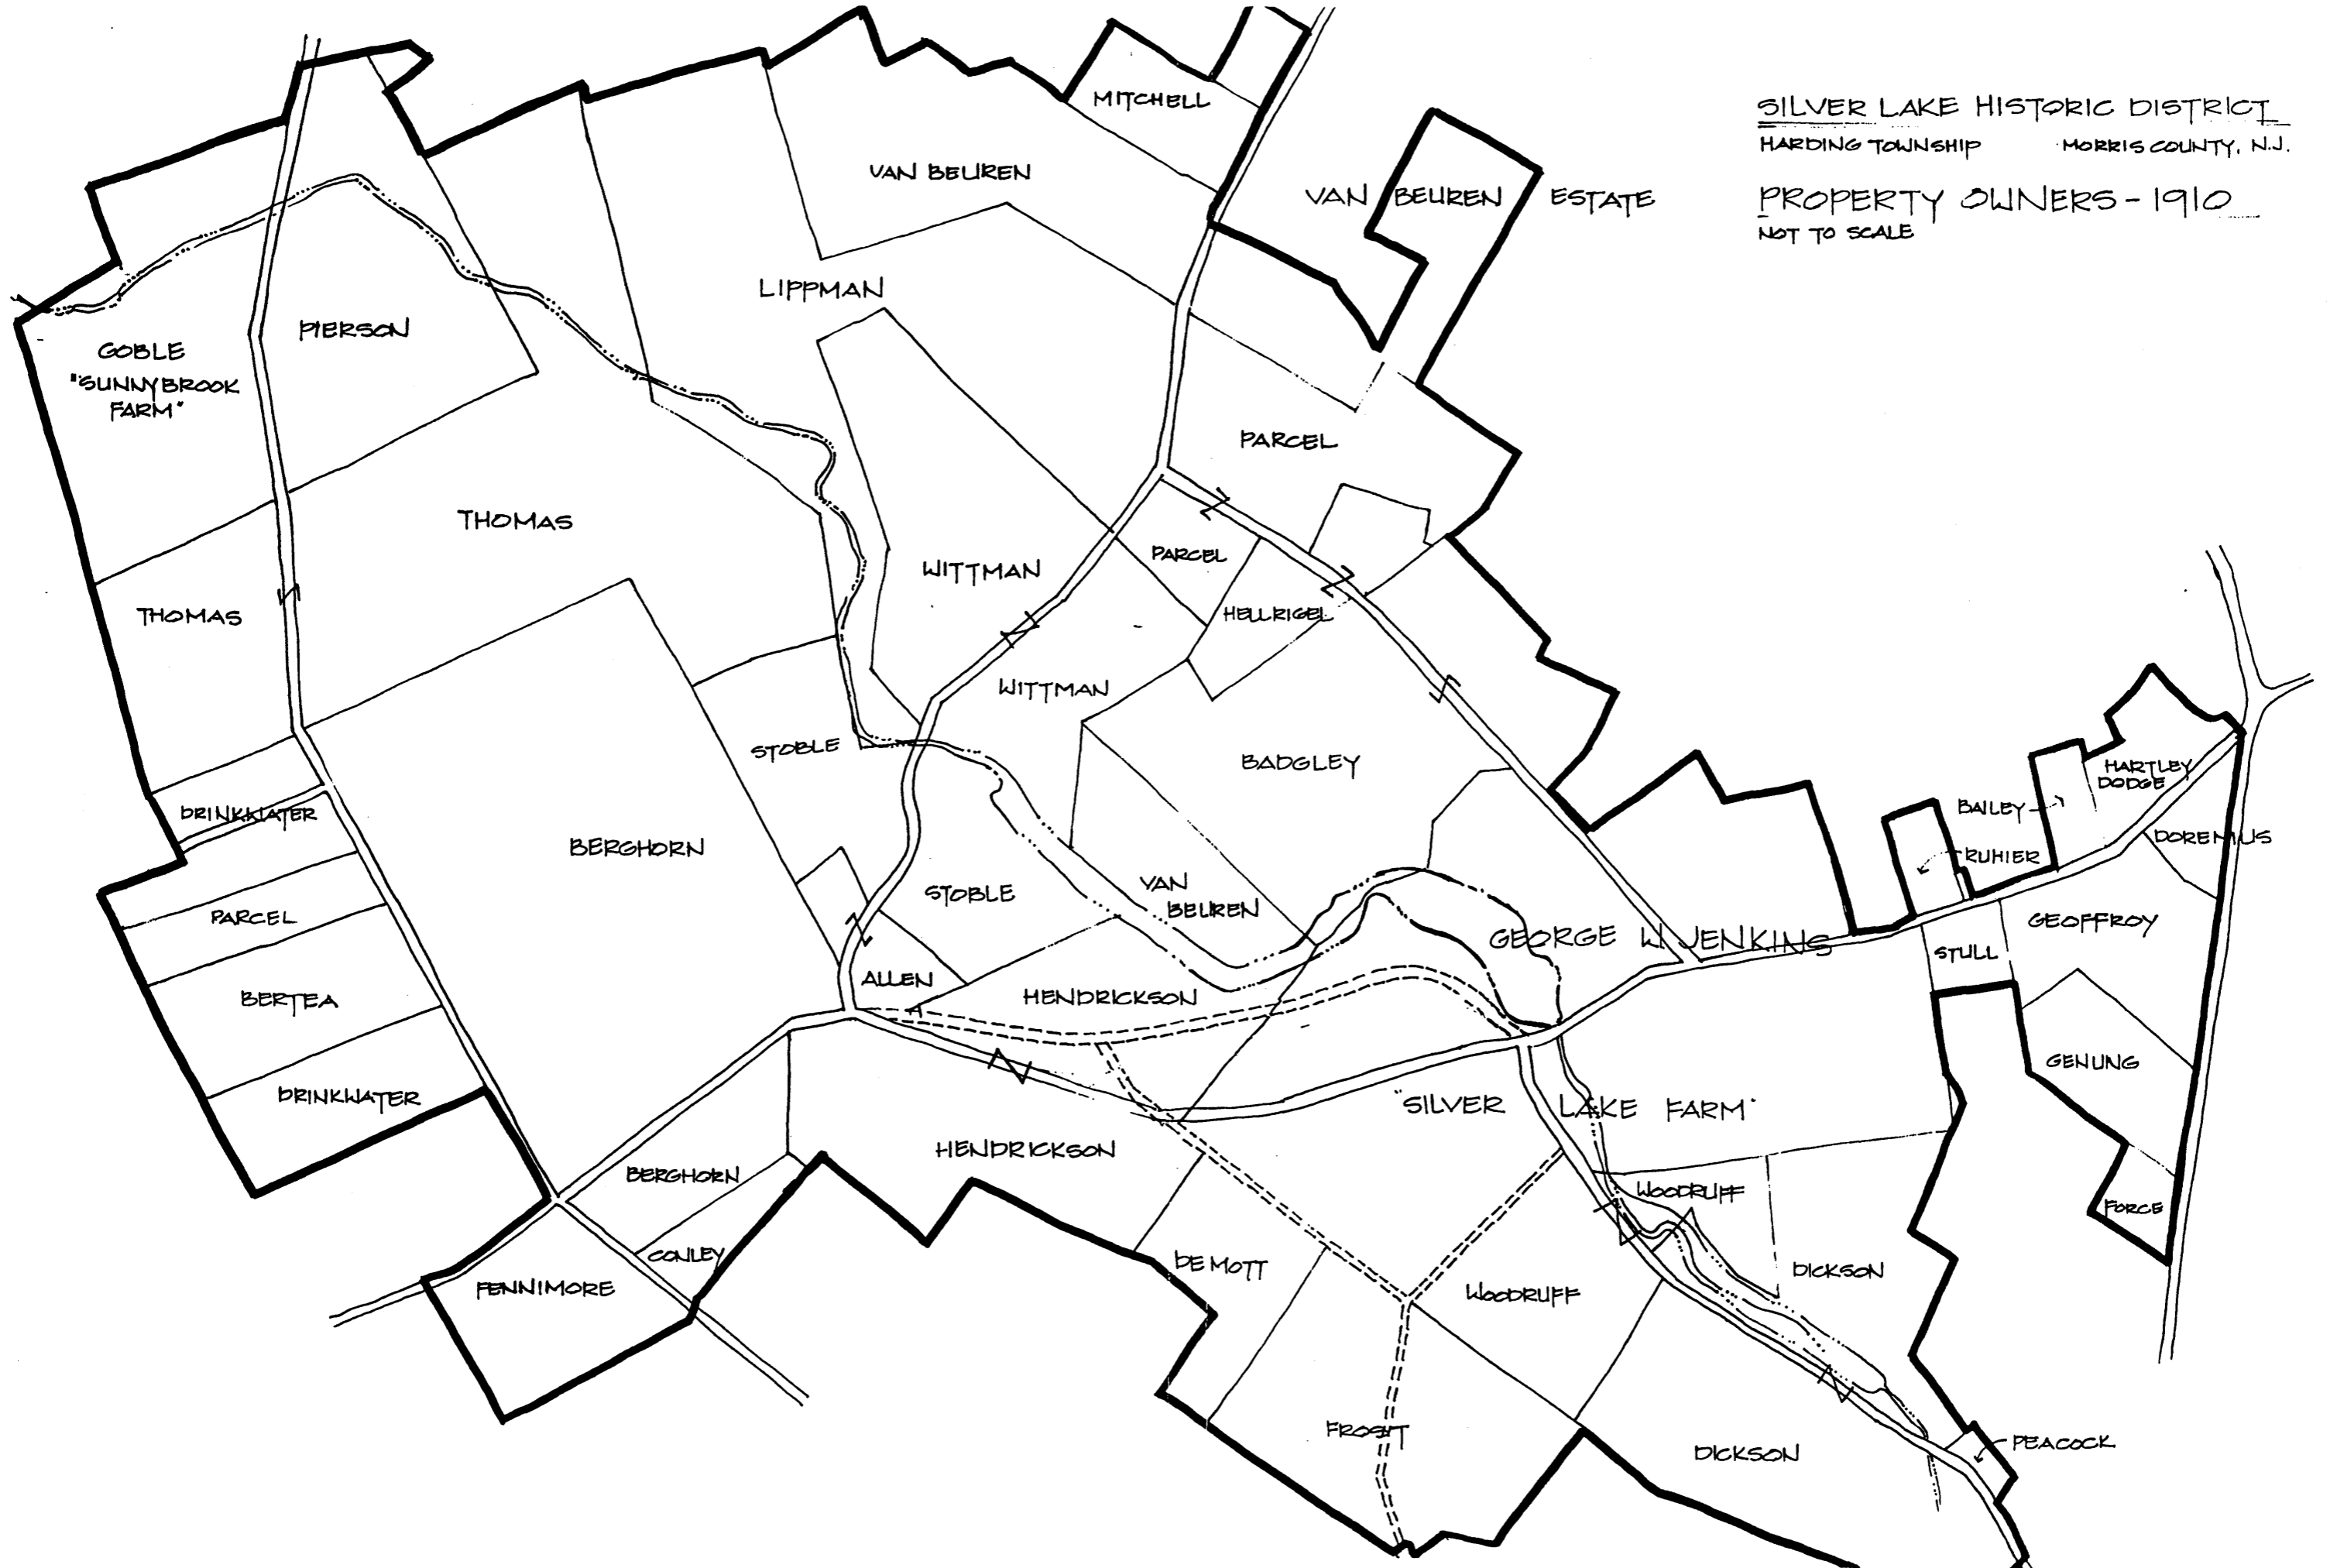 SILVER LAKE HISTORIC DISTRICT
HARDING TOWNSHIP MORRIS COUNTY, N.J.
PROPERTY OWNERS - 1910
NOT TO SCALE
MITCHELL
VAN BEUREN
VAN BEUREN ESTATE
LIPPMAN
PIERSON
GOBLE
"SUNNYBROOK
FARM"
PARCEL
THOMAS
WITTMAN
PARCEL
THOMAS
HELLRIGEL
WITTMAN
STOBLE
BADGLEY
HARTLEY
DODGE
BAILEY
DRINKWATER
BERGHORN
DOREMUS
RUHIER
STOBLE
VAN
BEUREN
PARCEL
GEOFFROY
GEORGE W. JENKINS
STULL
ALLEN
HENDRICKSON
BERTEA
GENUNG
DRINKWATER
"SILVER LAKE FARM"
HENDRICKSON
BERGHORN
WOODRUFF
FORCE
CONLEY
DE MOTT
DICKSON
FENNIMORE
WOODRUFF
FROST
DICKSON
PEACOCK